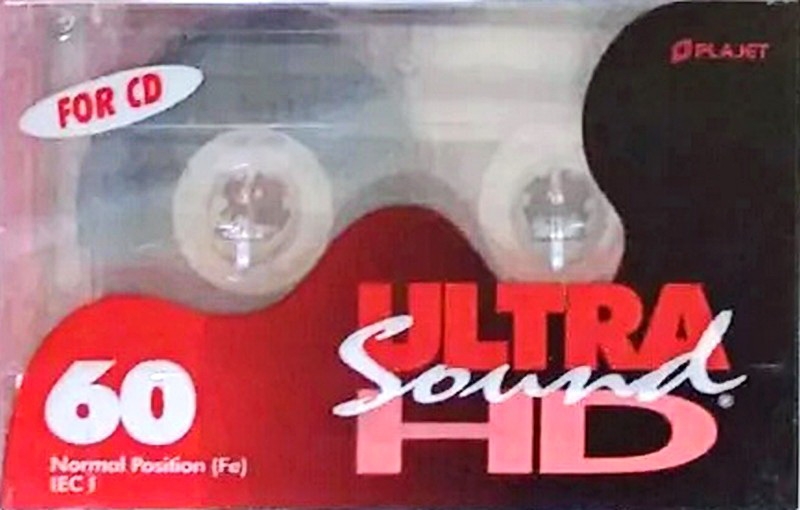 PLAJET
FOR CD
ULTRA
Sound®
HD
60
Normal Position (Fe)
IEC I